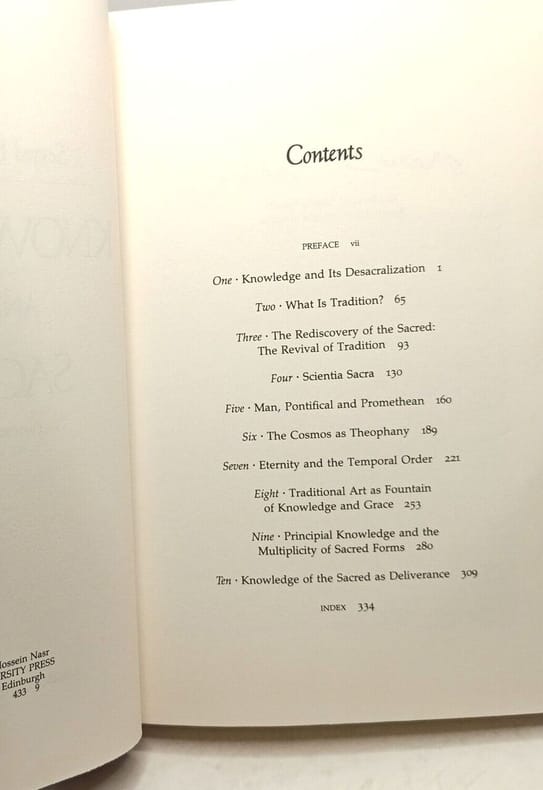 ossein Nasr
RSITY PRESS
Edinburgh
433 9
Contents
PREFACE vii
One · Knowledge and Its Desacralization 1
Two · What Is Tradition? 65
Three · The Rediscovery of the Sacred:
The Revival of Tradition 93
Four · Scientia Sacra 130
Five · Man, Pontifical and Promethean 160
Six · The Cosmos as Theophany 189
Seven · Eternity and the Temporal Order 221
Eight · Traditional Art as Fountain
of Knowledge and Grace 253
Nine · Principial Knowledge and the
Multiplicity of Sacred Forms 280
Ten · Knowledge of the Sacred as Deliverance 309
INDEX 334